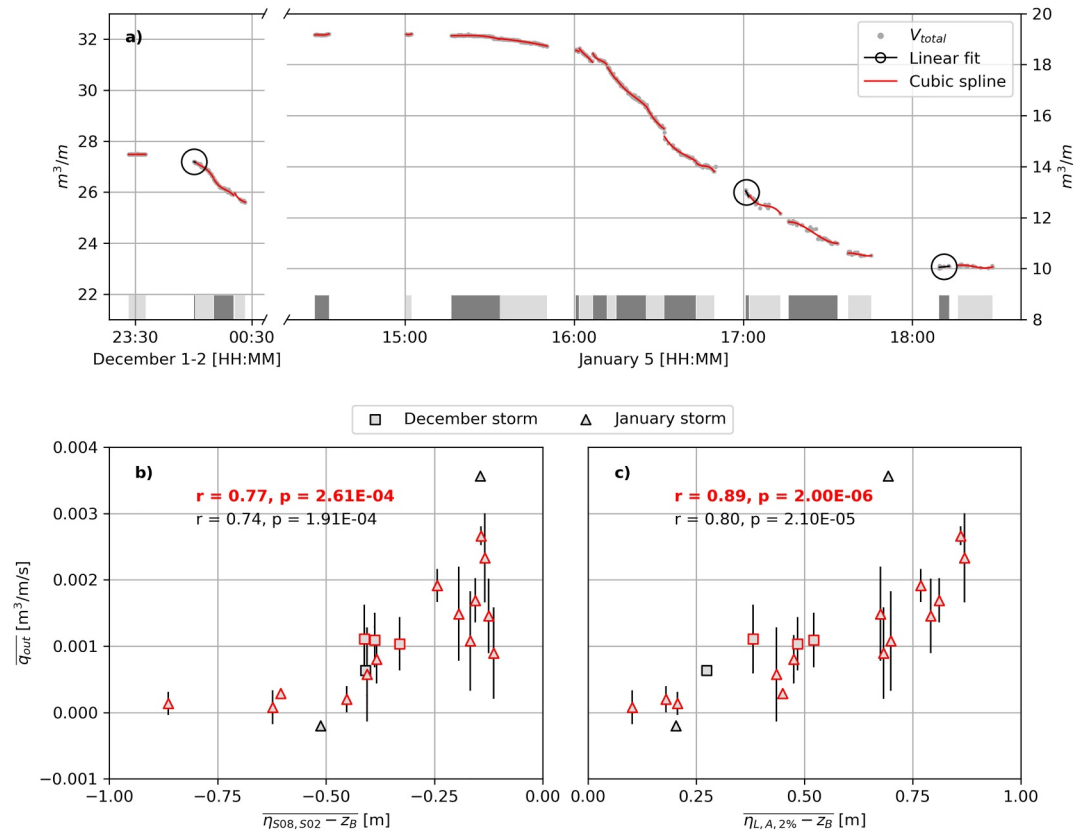 a)
32
30
28
26
24
22
m³/m
20
18
16
14
12
10
8
m³/m
V_total
Linear fit
Cubic spline
23:30 00:30 15:00 16:00 17:00 18:00
December 1-2 [HH:MM] January 5 [HH:MM]
December storm January storm
b)
r = 0.77, p = 2.61E-04
r = 0.74, p = 1.91E-04
0.004
0.003
0.002
0.001
0.000
−0.001
q_out [m³/m/s]
−1.00 −0.75 −0.50 −0.25 0.00
η_S08,S02 − z_B [m]
c)
r = 0.89, p = 2.00E-06
r = 0.80, p = 2.10E-05
0.00 0.25 0.50 0.75 1.00
η_L,A,2% − z_B [m]